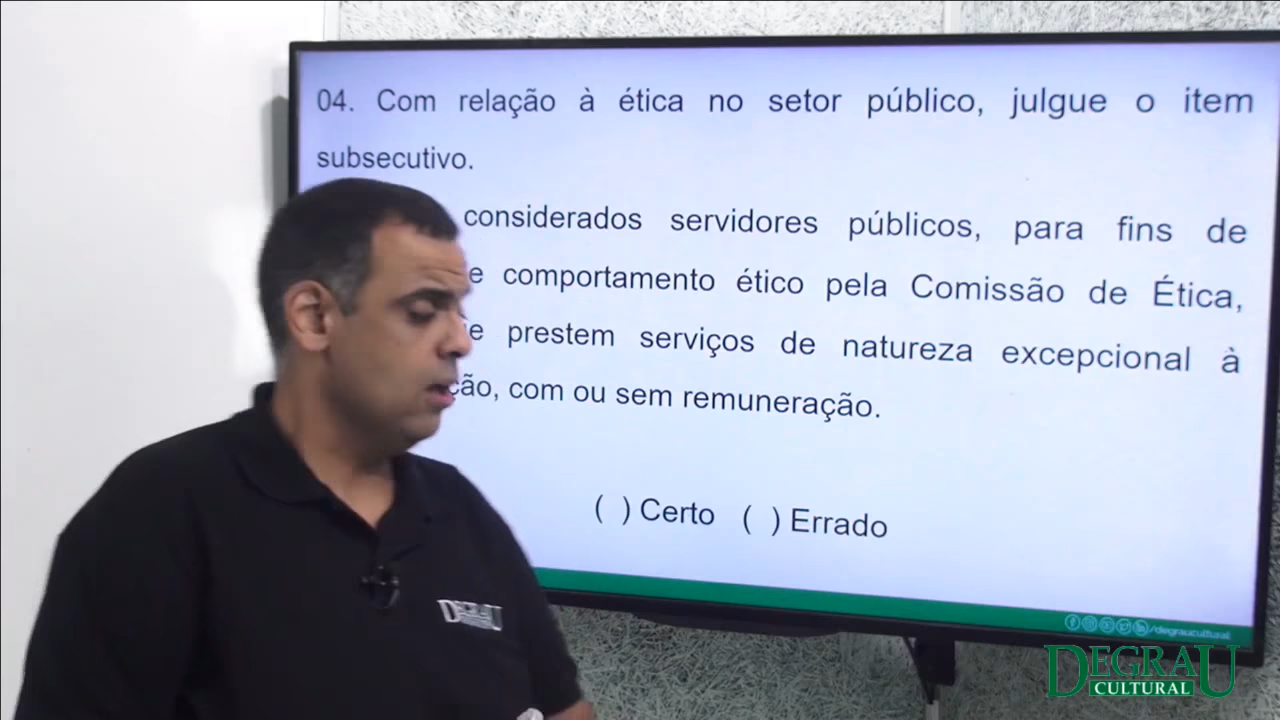 04. Com relação à ética no setor público, julgue o item
subsecutivo.
considerados servidores públicos, para fins de
e comportamento ético pela Comissão de Ética,
e prestem serviços de natureza excepcional à
ção, com ou sem remuneração.
( ) Certo ( ) Errado
DEGRAU
/degraucultural
DEGRAU
CULTURAL